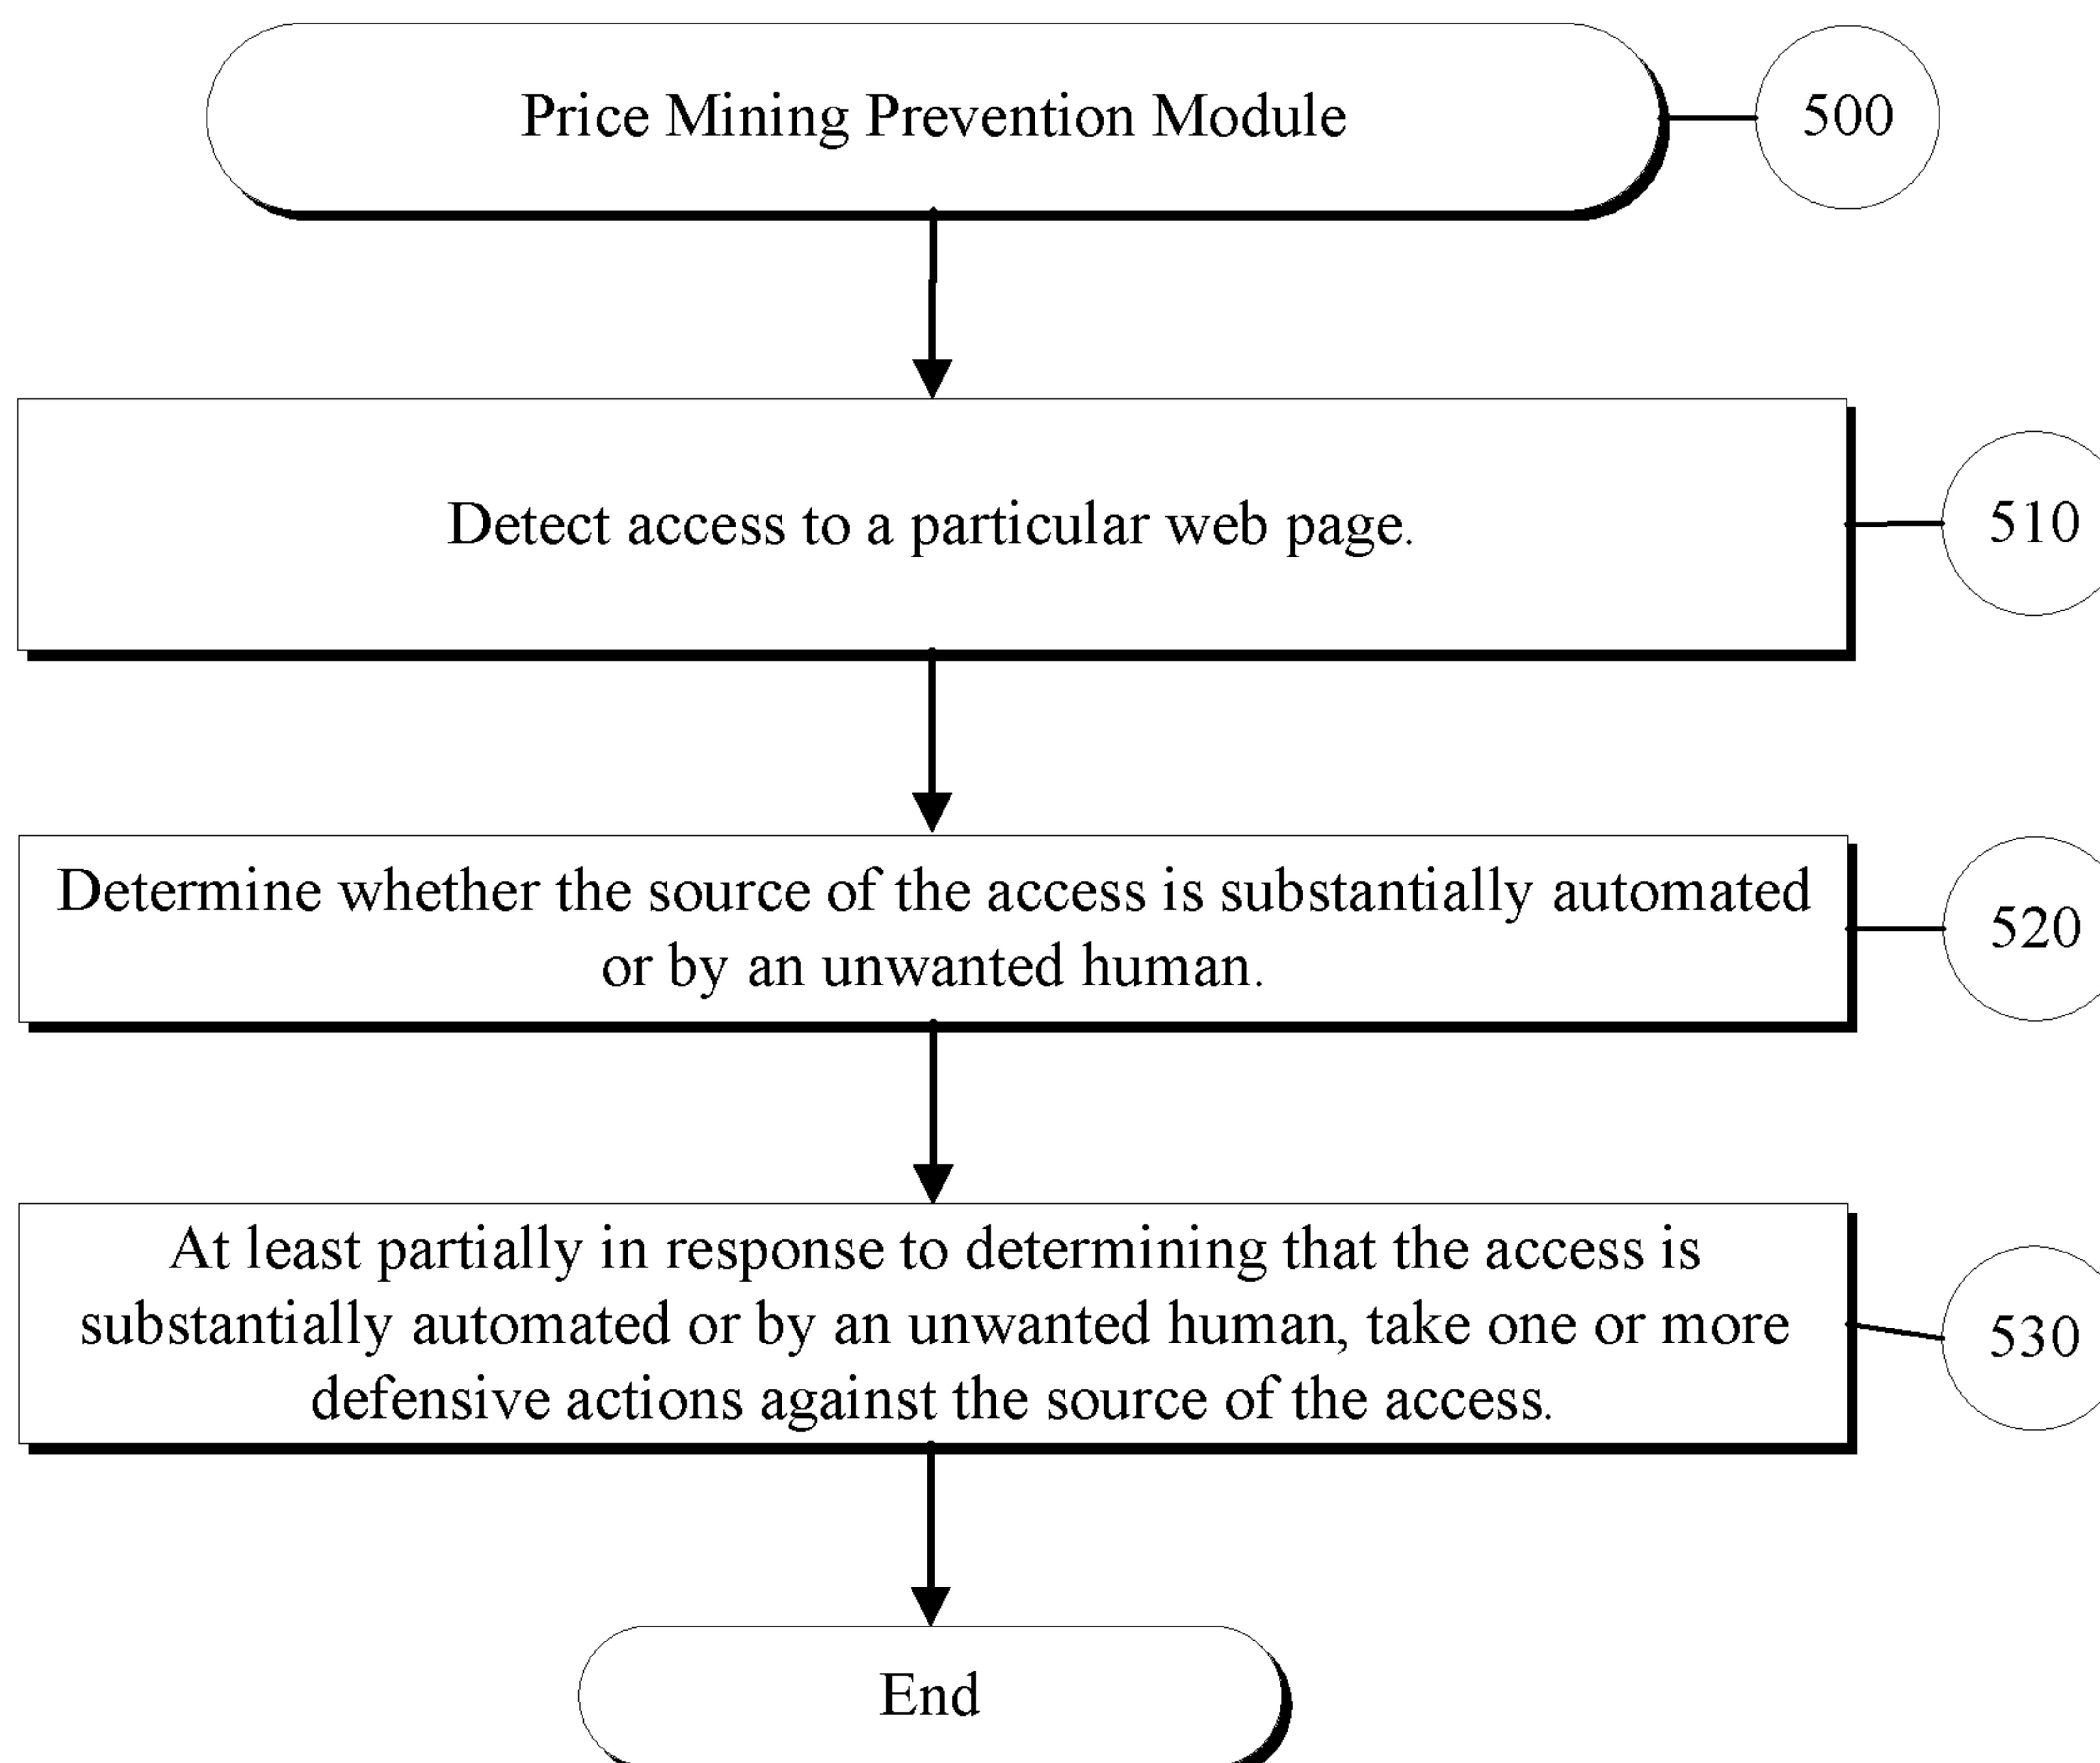 Price Mining Prevention Module
500
Detect access to a particular web page.
510
Determine whether the source of the access is substantially automated
or by an unwanted human.
520
At least partially in response to determining that the access is
substantially automated or by an unwanted human, take one or more
defensive actions against the source of the access.
530
End